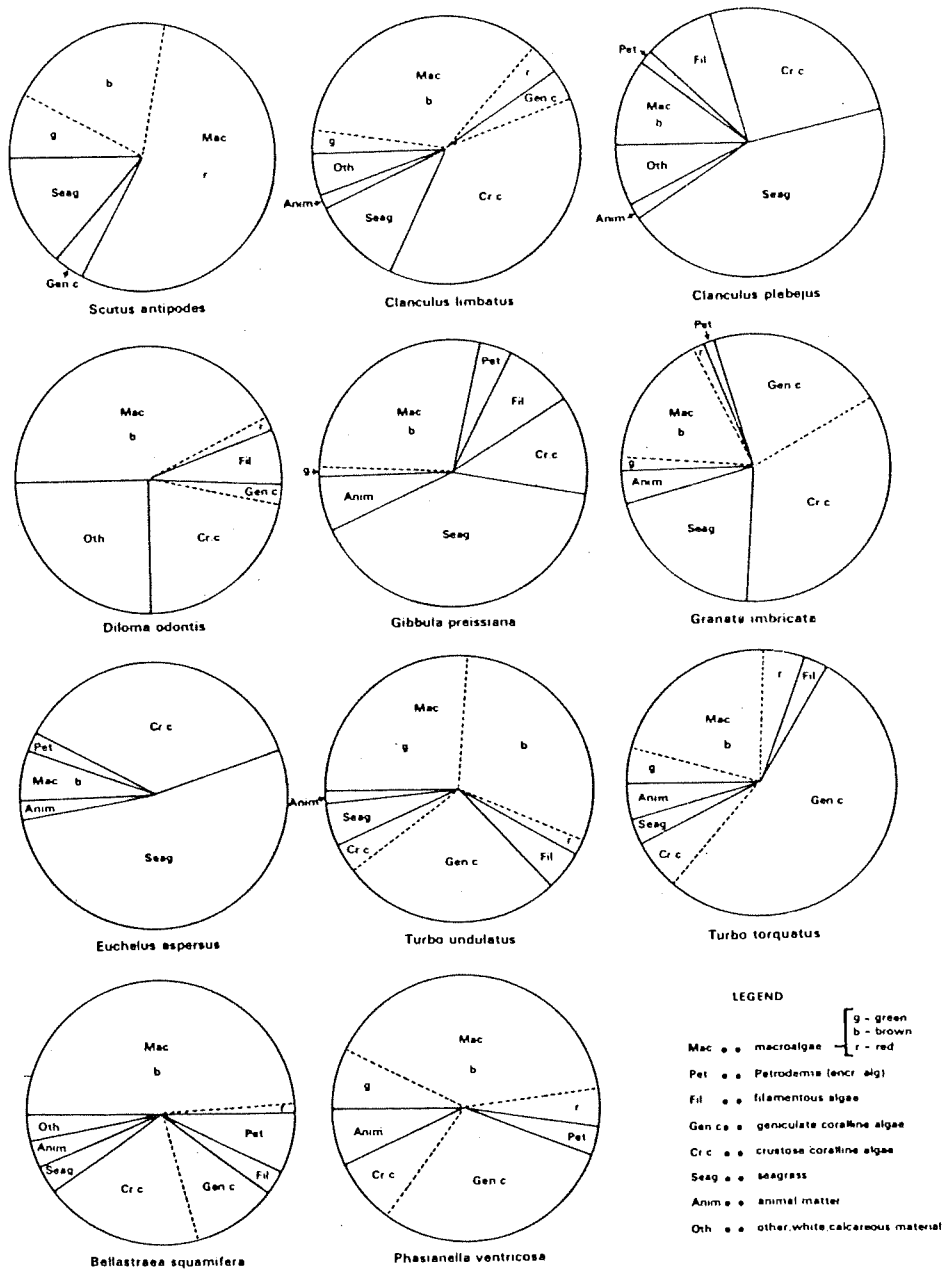 b
Mac
g
r
Seag
Gen c
Scutus antipodes
Mac
b
r
Gen c
g
Oth
Anim
Seag
Cr c
Clanculus limbatus
Pet
Fil
Cr c
Mac
b
Oth
Anim
Seag
Clanculus plebejus
Mac
b
r
Fil
Gen c
Oth
Cr c
Diloma odontis
Pet
Mac
b
Fil
Cr c
g
Anim
Seag
Gibbula preissiana
Pet
r
Gen c
Mac
b
g
Anim
Cr c
Seag
Granata imbricata
Cr c
Pet
Mac b
Anim
Seag
Euchelus aspersus
Mac
g
b
Anim
r
Seag
Fil
Cr c
Gen c
Turbo undulatus
r
Fil
Mac
b
g
Anim
Gen c
Seag
Cr c
Turbo torquatus
Mac
b
r
Oth
Pet
Anim
Seag
Fil
Cr c
Gen c
Bellastraea squamifera
Mac
b
g
r
Anim
Pet
Cr c
Gen c
Phasianella ventricosa
LEGEND
g - green
b - brown
Mac •• macroalgae r - red
Pet •• Petroderma (encr alg)
Fil •• filamentous algae
Gen c •• geniculate coralline algae
Cr c •• crustose coralline algae
Seag •• seagrass
Anim •• animal matter
Oth •• other, white, calcareous material